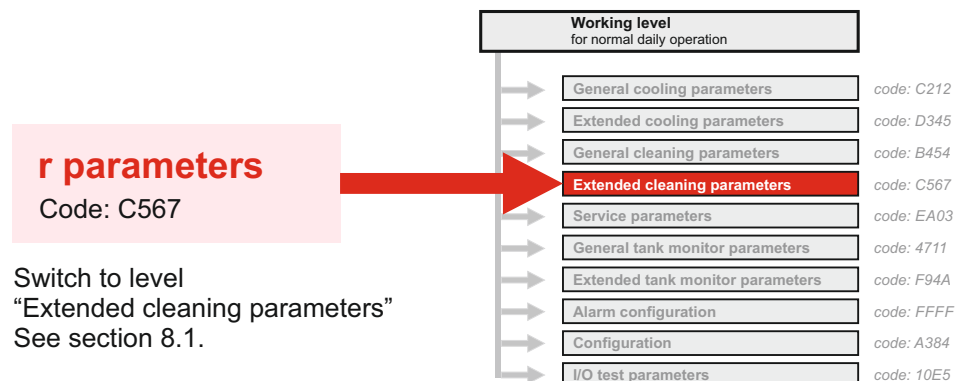 Working level
for normal daily operation
General cooling parameters code: C212
Extended cooling parameters code: D345
General cleaning parameters code: B454
Extended cleaning parameters code: C567
Service parameters code: EA03
General tank monitor parameters code: 4711
Extended tank monitor parameters code: F94A
Alarm configuration code: FFFF
Configuration code: A384
I/O test parameters code: 10E5
r parameters
Code: C567
Switch to level
“Extended cleaning parameters”
See section 8.1.